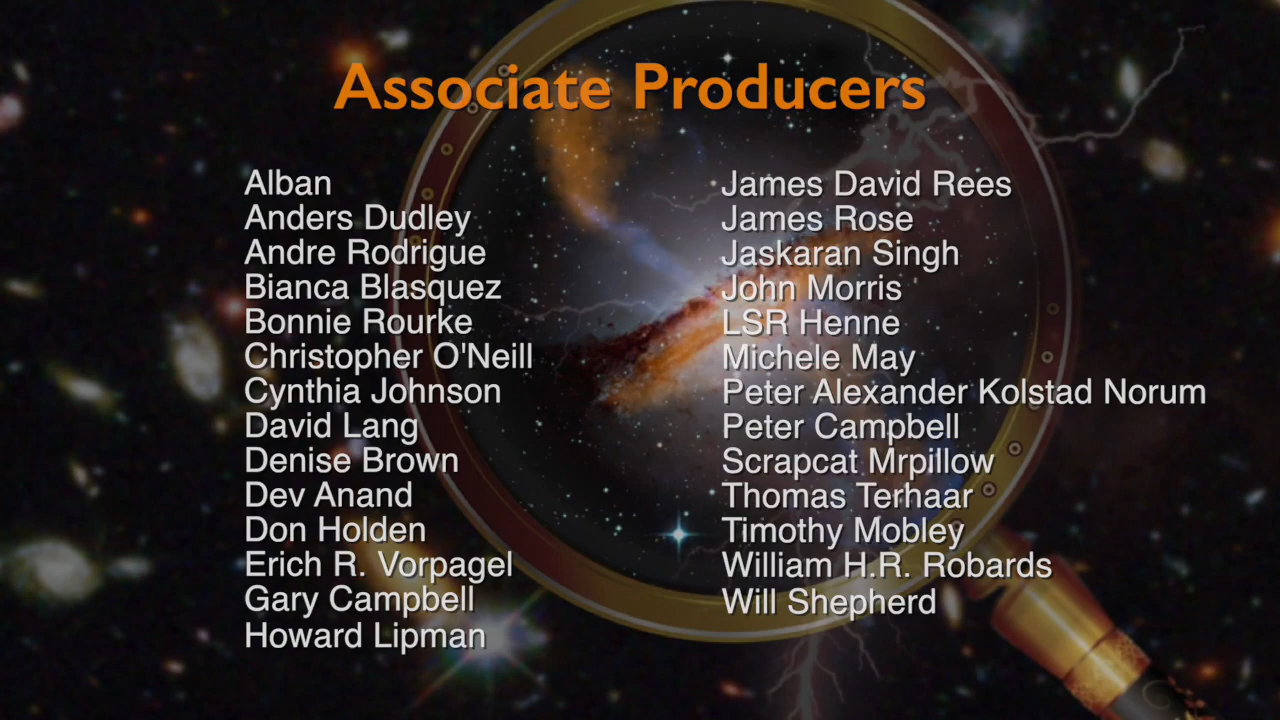 Associate Producers
Alban
Anders Dudley
Andre Rodrigue
Bianca Blasquez
Bonnie Rourke
Christopher O'Neill
Cynthia Johnson
David Lang
Denise Brown
Dev Anand
Don Holden
Erich R. Vorpagel
Gary Campbell
Howard Lipman
James David Rees
James Rose
Jaskaran Singh
John Morris
LSR Henne
Michele May
Peter Alexander Kolstad Norum
Peter Campbell
Scrapcat Mrpillow
Thomas Terhaar
Timothy Mobley
William H.R. Robards
Will Shepherd